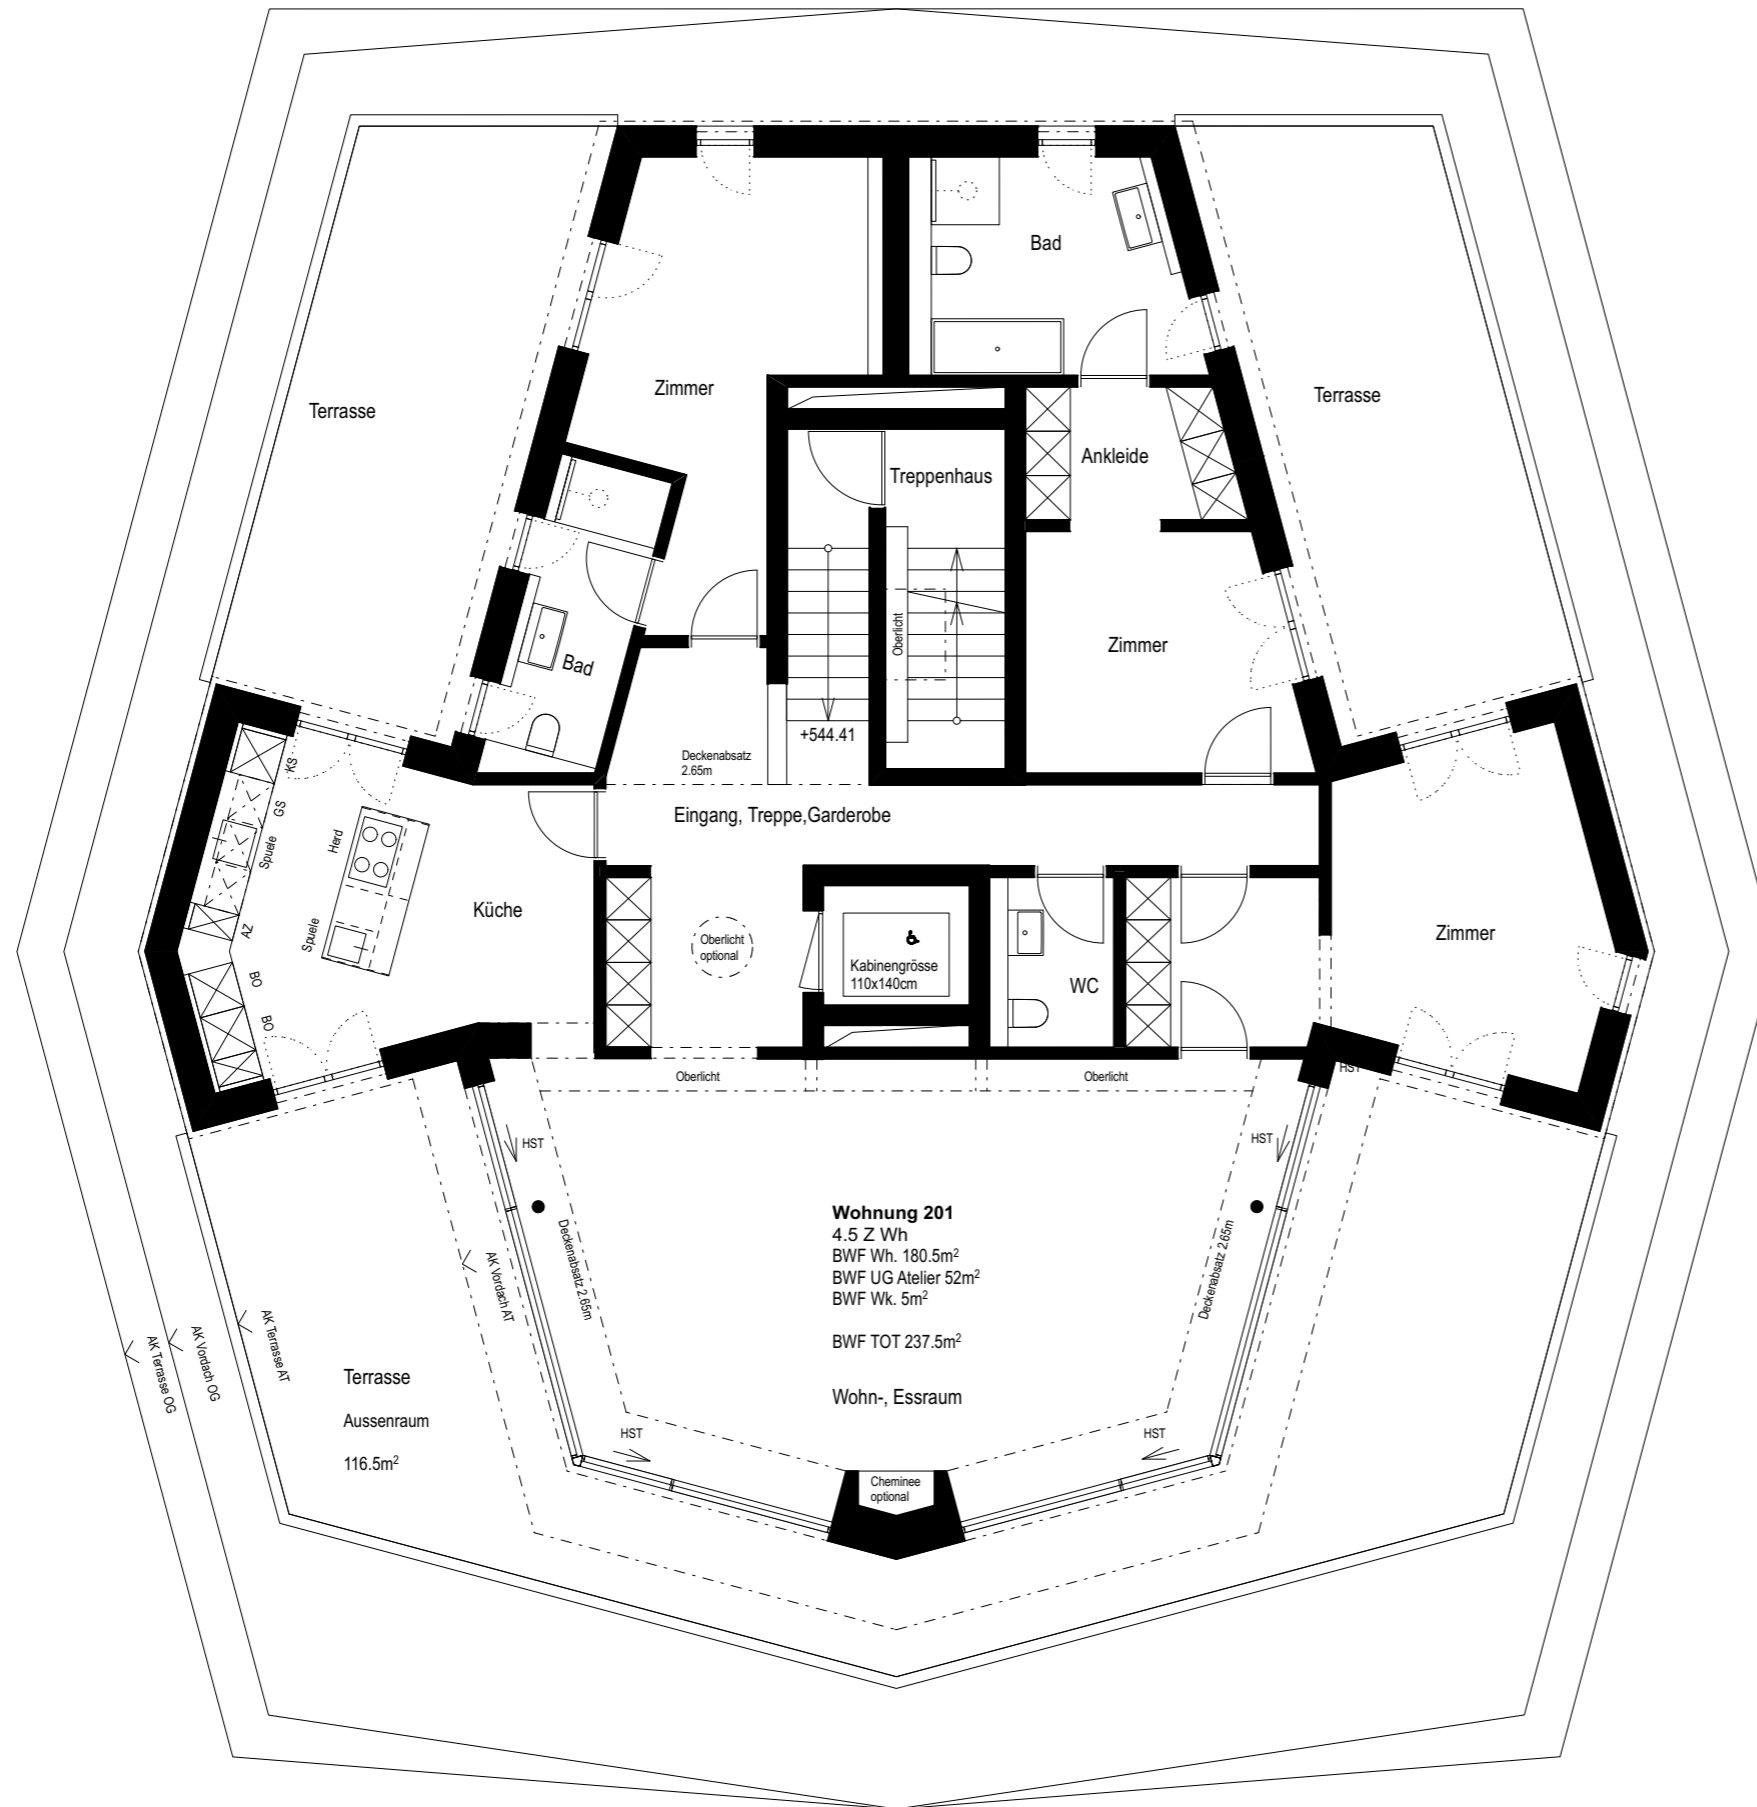 Bad
Zimmer
Terrasse
Terrasse
Ankleide
Treppenhaus
Oberlicht
Zimmer
Bad
+544.41
Deckenabsatz
2.65m
Eingang, Treppe,Garderobe
KS
GS
Spuele
Herd
AZ
Spuele
BO
BO
Küche
Oberlicht
optional
Kabinengrösse
110x140cm
WC
Zimmer
Oberlicht
Oberlicht
HST
HST
HST
Deckenabsatz 2.65m
Deckenabsatz 2.65m
AK Vordach AT
AK Terrasse AT
AK Vordach OG
AK Terrasse OG
Wohnung 201
4.5 Z Wh
BWF Wh. 180.5m²
BWF UG Atelier 52m²
BWF Wk. 5m²
BWF TOT 237.5m²
Wohn-, Essraum
Terrasse
Aussenraum
116.5m²
HST
HST
Cheminee
optional